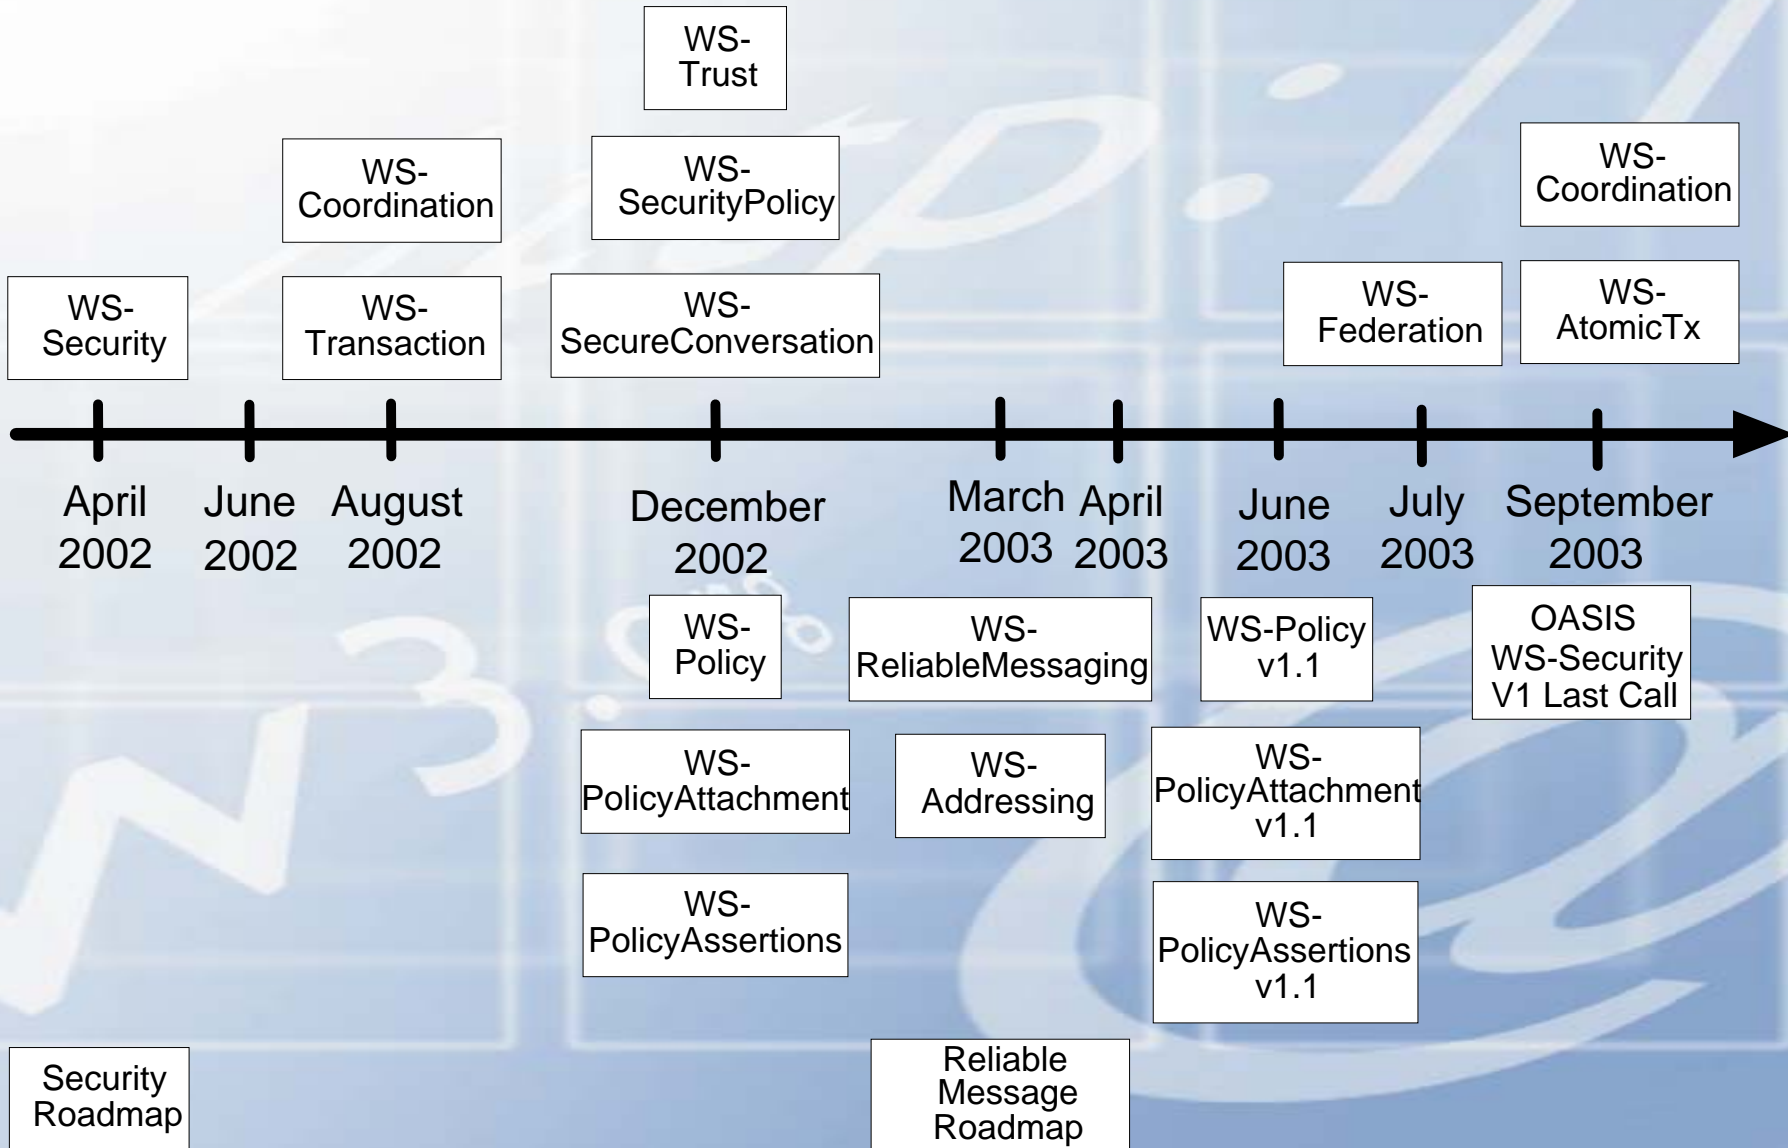 WS-
Trust
WS-
Coordination
WS-
SecurityPolicy
WS-
Coordination
WS-
Security
WS-
Transaction
WS-
SecureConversation
WS-
Federation
WS-
AtomicTx
April
2002
June
2002
August
2002
December
2002
March
2003
April
2003
June
2003
July
2003
September
2003
WS-
Policy
WS-
ReliableMessaging
WS-Policy
v1.1
OASIS
WS-Security
V1 Last Call
WS-
PolicyAttachment
WS-
Addressing
WS-
PolicyAttachment
v1.1
WS-
PolicyAssertions
WS-
PolicyAssertions
v1.1
Security
Roadmap
Reliable
Message
Roadmap